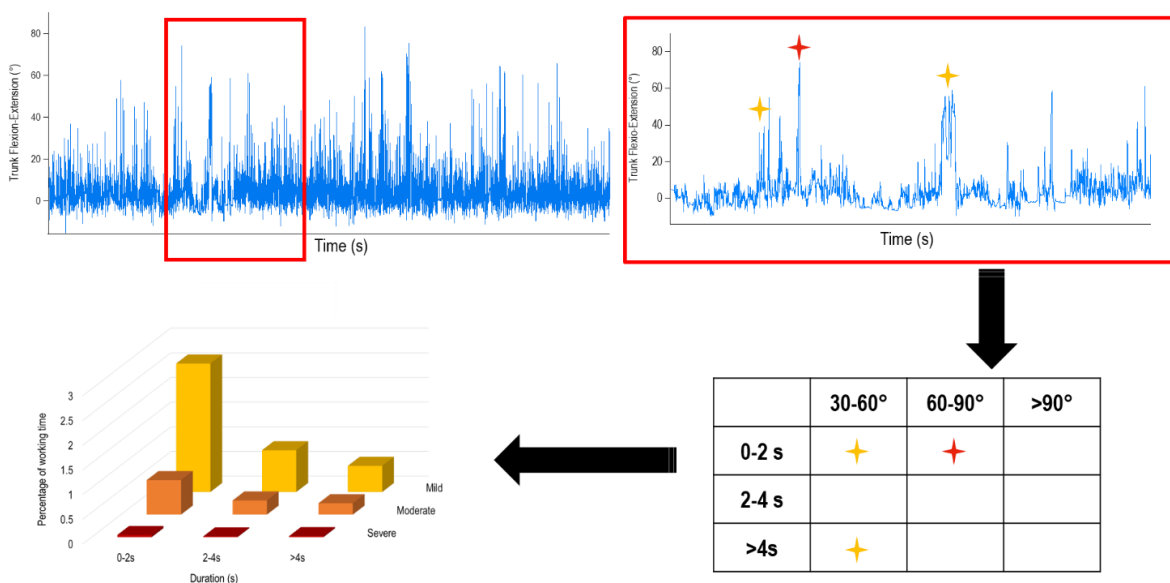 Trunk Flexion-Extension (°)
80
60
40
20
0
Time (s)
Trunk Flexio-Extension (°)
80
60
40
20
0
Time (s)
30-60° 60-90° >90°
0-2 s
2-4 s
>4s
Percentage of working time
3
2.5
2
1.5
1
0.5
0
Mild
Moderate
Severe
0-2s 2-4s >4s
Duration (s)